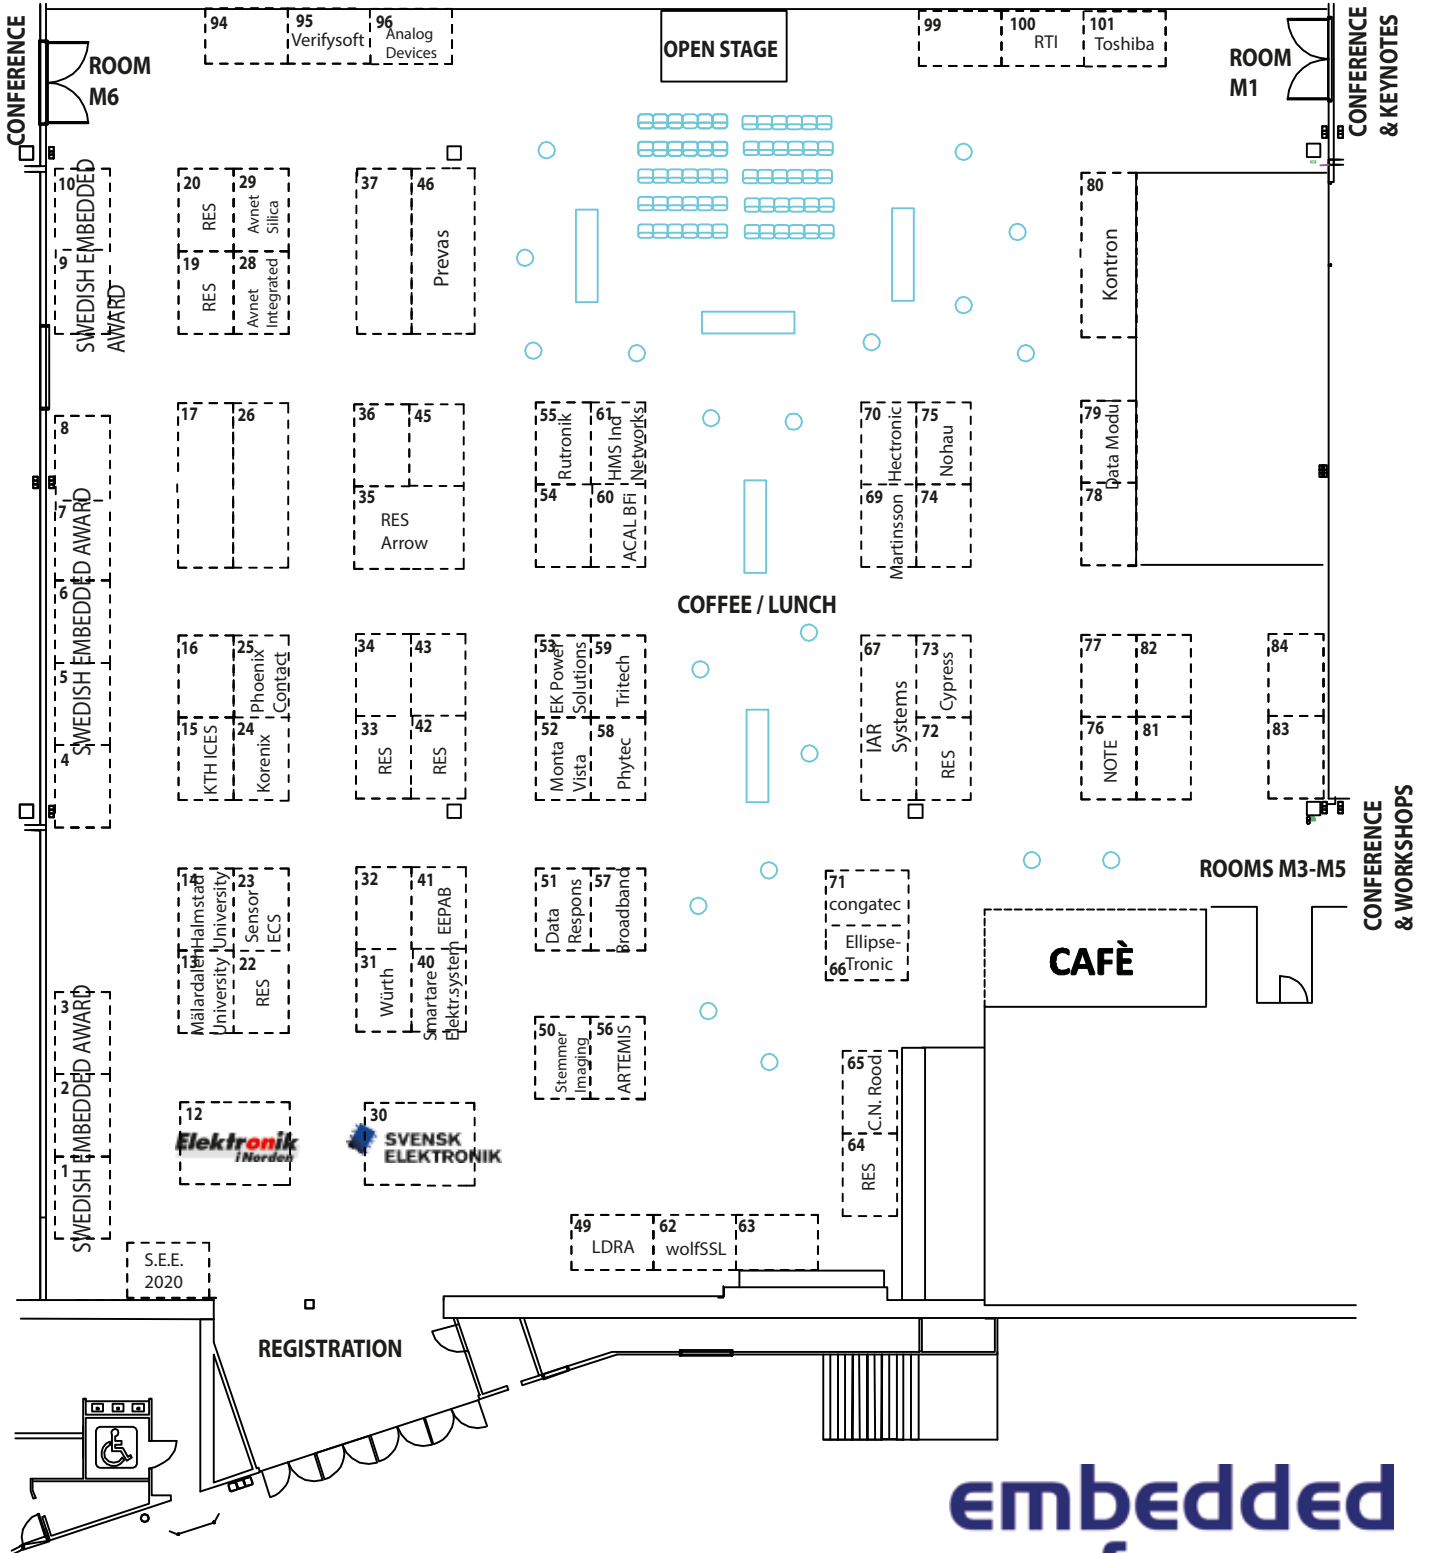 CONFERENCE
94
95
Verifysoft
96
Analog
Devices
OPEN STAGE
99
100
RTI
101
Toshiba
CONFERENCE
& KEYNOTES
ROOM
M6
ROOM
M1
10
9
SWEDISH EMBEDDED
AWARD
20
RES
29
Avnet
Silica
19
RES
28
Avnet
Integrated
37
46
Prevas
80
Kontron
8
7
6
5
4
SWEDISH EMBEDDED AWARD
17
26
36
45
35
RES
Arrow
55
Rutronik
61
HMS Ind
Networks
54
60
ACAL BFi
70
Hectronic
75
Nohau
69
Martinsson
74
79
Data Modul
78
COFFEE / LUNCH
16
25
Phoenix
Contact
15
KTH ICES
24
Korenix
34
43
33
RES
42
RES
53
EK Power
Solutions
59
Tritech
52
Monta
Vista
58
Phytec
67
IAR
Systems
73
Cypress
72
RES
77
82
76
NOTE
81
84
83
CONFERENCE
& WORKSHOPS
ROOMS M3-M5
14
Halmstad
University
23
Sensor
ECS
13
Mälardalen
University
22
RES
32
41
EEPAB
31
Würth
40
Smartare
Elektr.system
51
Data
Respons
57
Broadband
71
congatec
Ellipse-
66
Tronic
CAFÈ
3
2
1
SWEDISH EMBEDDED AWARD
50
Stemmer
Imaging
56
ARTEMIS
65
C.N. Rood
64
RES
12
Elektronik
i Norden
30
SVENSK
ELEKTRONIK
49
LDRA
62
wolfSSL
63
S.E.E.
2020
REGISTRATION
embedded